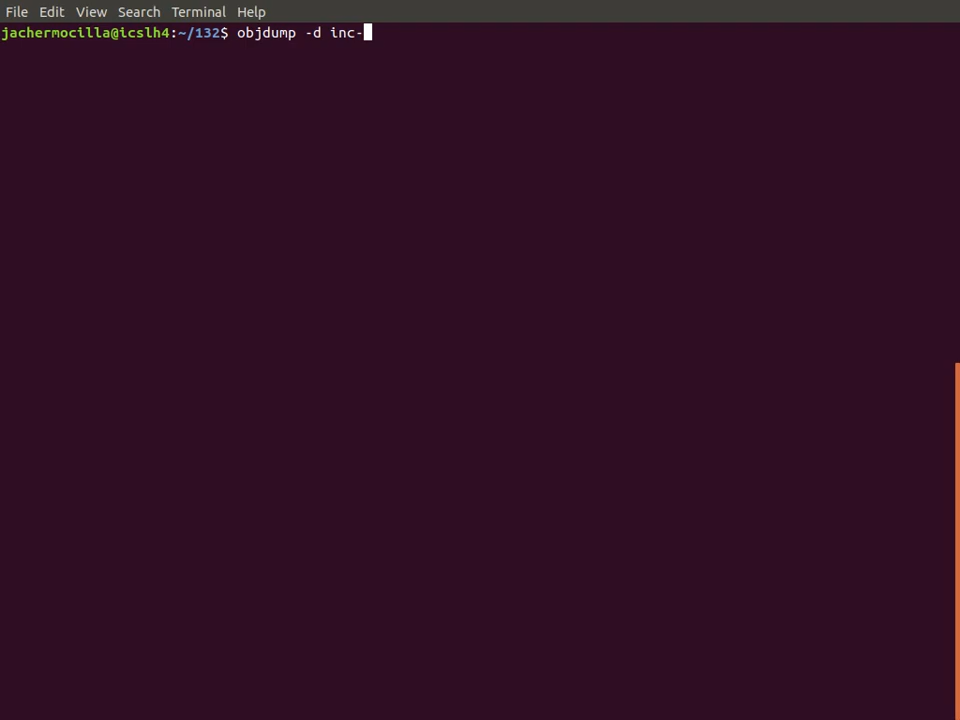 File Edit View Search Terminal Help
jachermocilla@icslh4:~/132$ objdump -d inc-